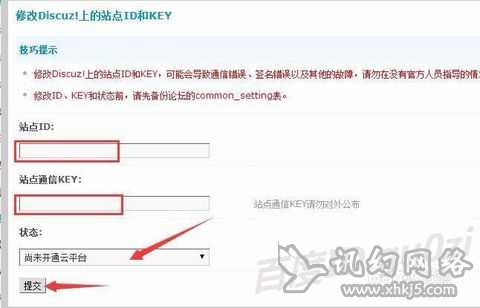 修改Discuz!上的站点ID和KEY
技巧提示
修改Discuz!上的站点ID和KEY，可能会导致通信错误、签名错误以及其他的故障，请勿在没有官方人员指导的情
修改ID、KEY和状态前，请先备份论坛的common_setting表。
站点ID:
站点通信KEY:
站点通信KEY请勿对外公布
状态:
尚未开通云平台
提交
讯幻网络
www.xhkj5.com